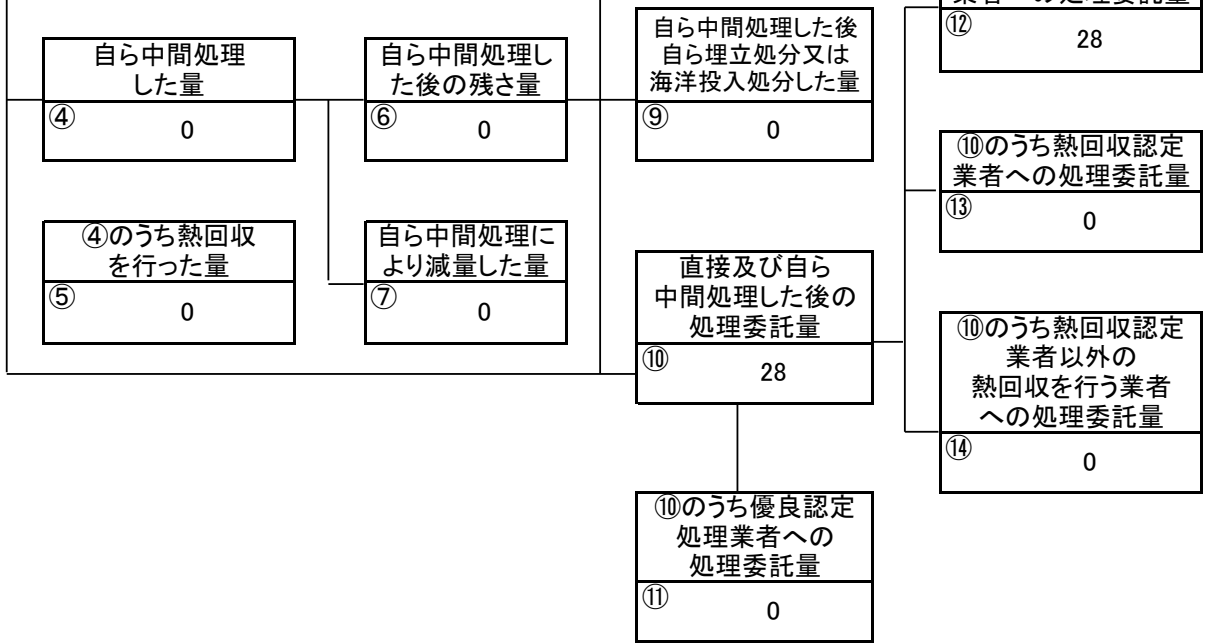 業者への処理委託量
⑫
28
自ら中間処理
した量
④
0
自ら中間処理し
た後の残さ量
⑥
0
自ら中間処理した後
自ら埋立処分又は
海洋投入処分した量
⑨
0
⑩のうち熱回収認定
業者への処理委託量
⑬
0
④のうち熱回収
を行った量
⑤
0
自ら中間処理に
より減量した量
⑦
0
直接及び自ら
中間処理した後の
処理委託量
⑩
28
⑩のうち熱回収認定
業者以外の
熱回収を行う業者
への処理委託量
⑭
0
⑩のうち優良認定
処理業者への
処理委託量
⑪
0